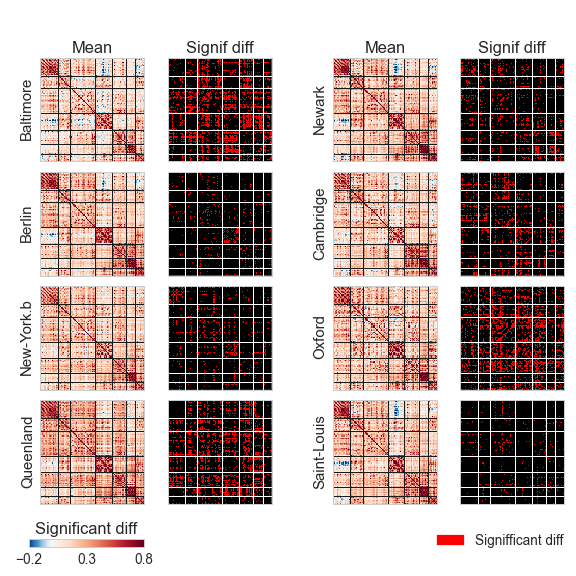 Mean Signif diff Mean Signif diff
Baltimore
Newark
Berlin
Cambridge
New-York.b
Oxford
Queenland
Saint-Louis
Significant diff
−0.2 0.3 0.8
Signifficant diff